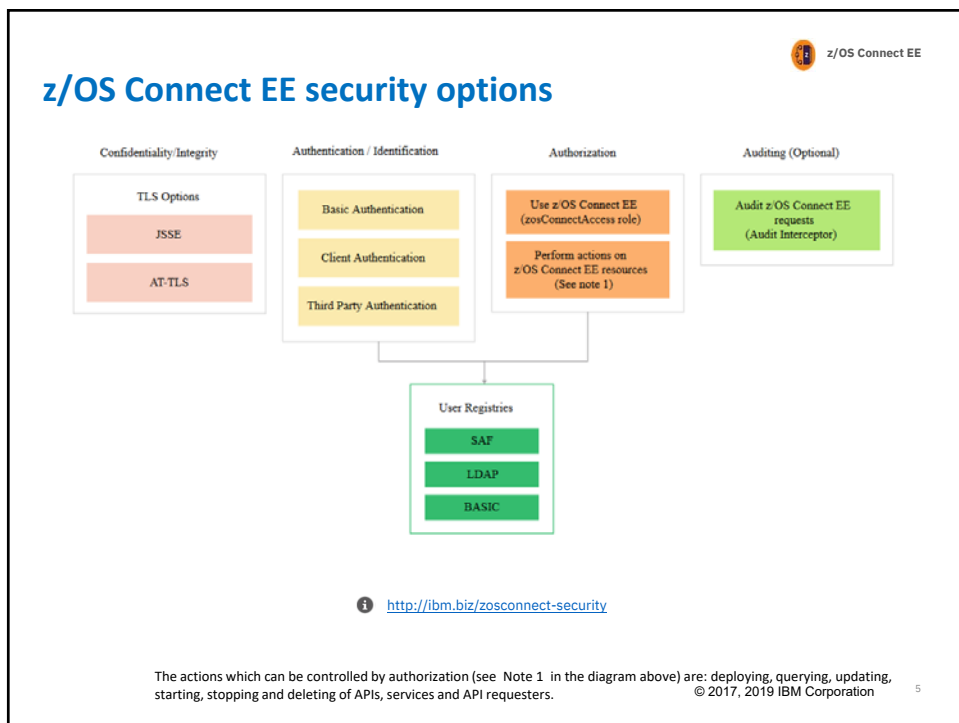 z/OS Connect EE
z/OS Connect EE security options
Confidentiality/Integrity
TLS Options
JSSE
AT-TLS
Authentication / Identification
Basic Authentication
Client Authentication
Third Party Authentication
Authorization
Use z/OS Connect EE
(zosConnectAccess role)
Perform actions on
z/OS Connect EE resources
(See note 1)
Auditing (Optional)
Audit z/OS Connect EE
requests
(Audit Interceptor)
User Registries
SAF
LDAP
BASIC
http://ibm.biz/zosconnect-security
The actions which can be controlled by authorization (see Note 1 in the diagram above) are: deploying, querying, updating,
starting, stopping and deleting of APIs, services and API requesters.
© 2017, 2019 IBM Corporation
5